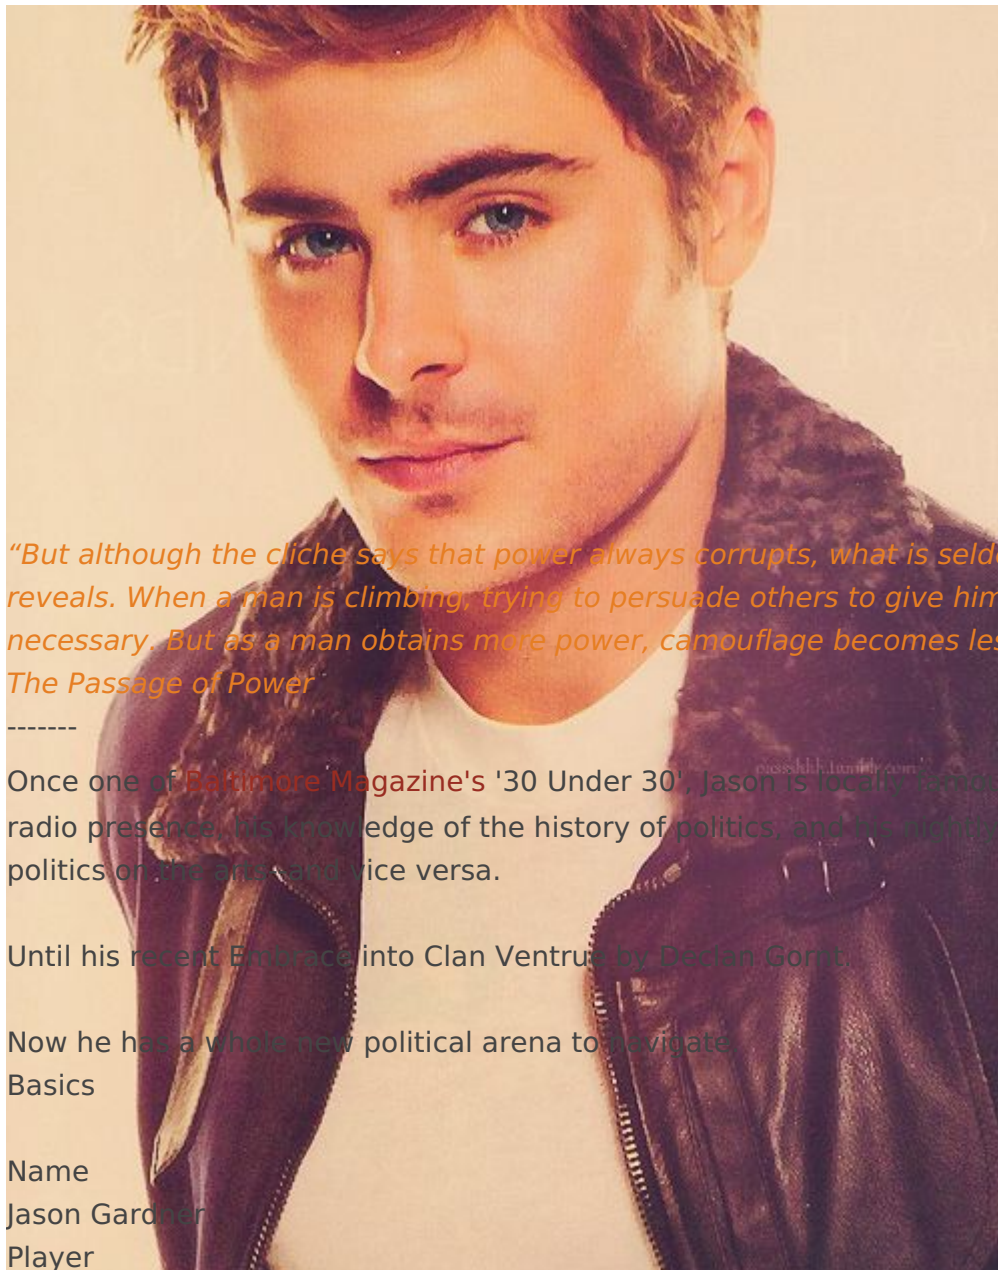 “But although the cliche says that power always corrupts, what is seld
reveals. When a man is climbing, trying to persuade others to give him
necessary. But as a man obtains more power, camouflage becomes les
The Passage of Power
-------
Once one of Baltimore Magazine's '30 Under 30', Jason is locally
radio presence, his knowledge of the history of politics, and his
politics on the arts--and vice versa.
Until his recent Embrace into Clan Ventrue by Declan
Now he has a whole new political arena to navigate.
Basics
Name
Jason Gardner
Player